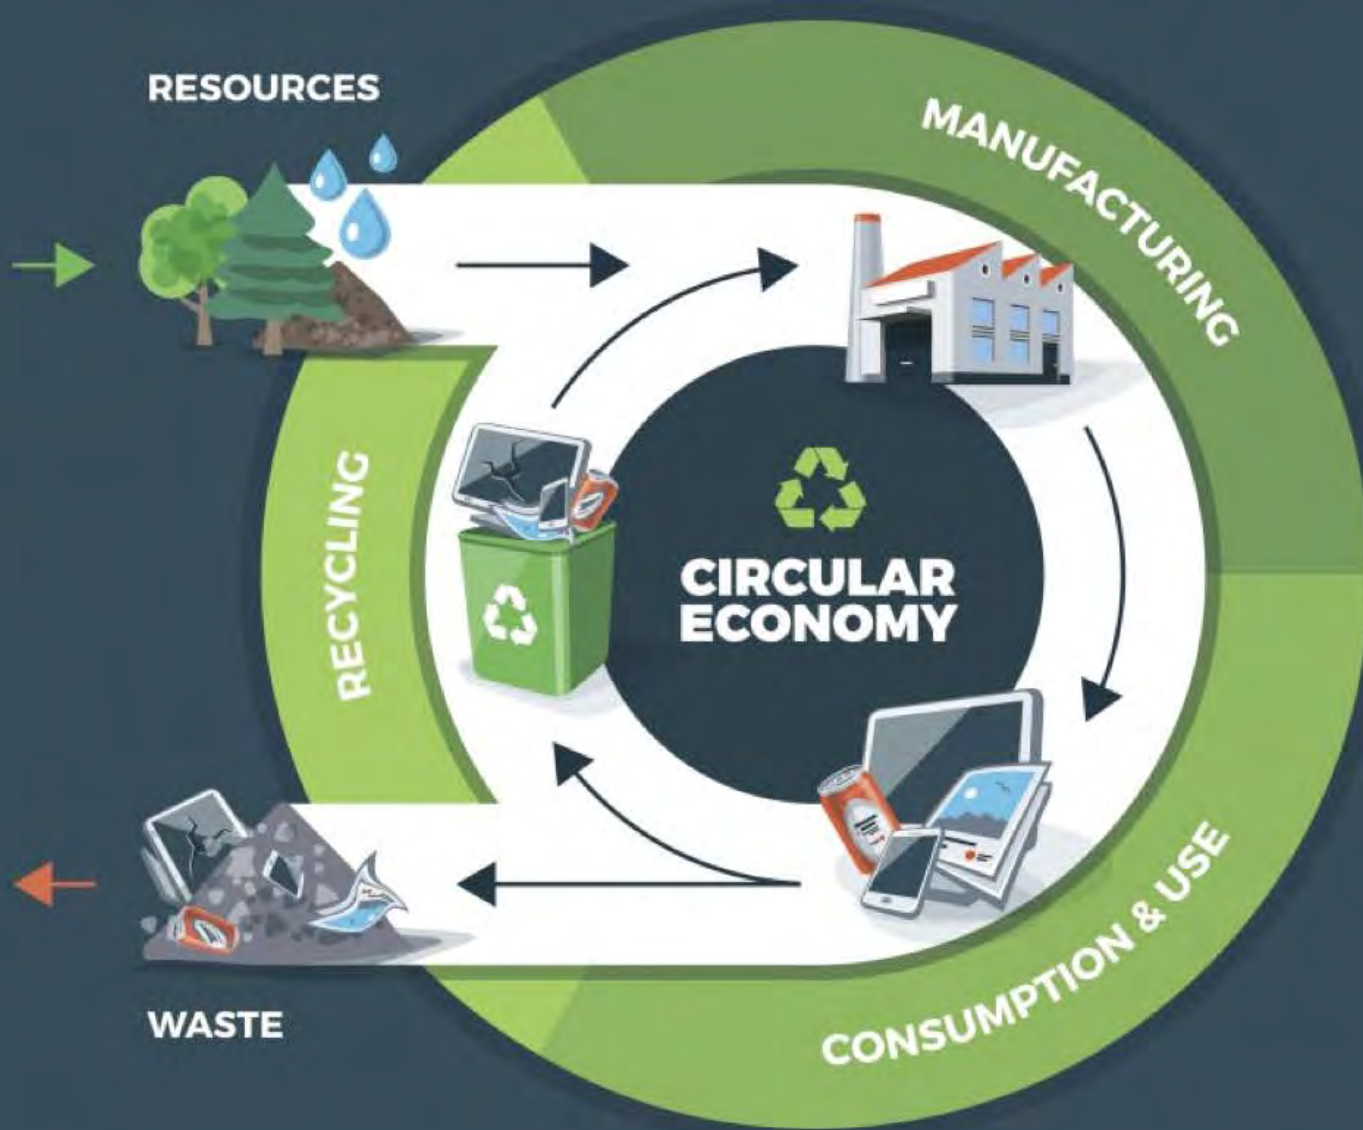 RESOURCES
MANUFACTURING
RECYCLING
CIRCULAR
ECONOMY
CONSUMPTION & USE
WASTE